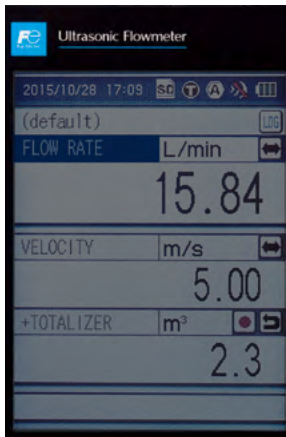 Fe Ultrasonic Flowmeter
2015/10/28 17:09 SD T A
(default) LOG
FLOW RATE L/min
15.84
VELOCITY m/s
5.00
+TOTALIZER m³
2.3